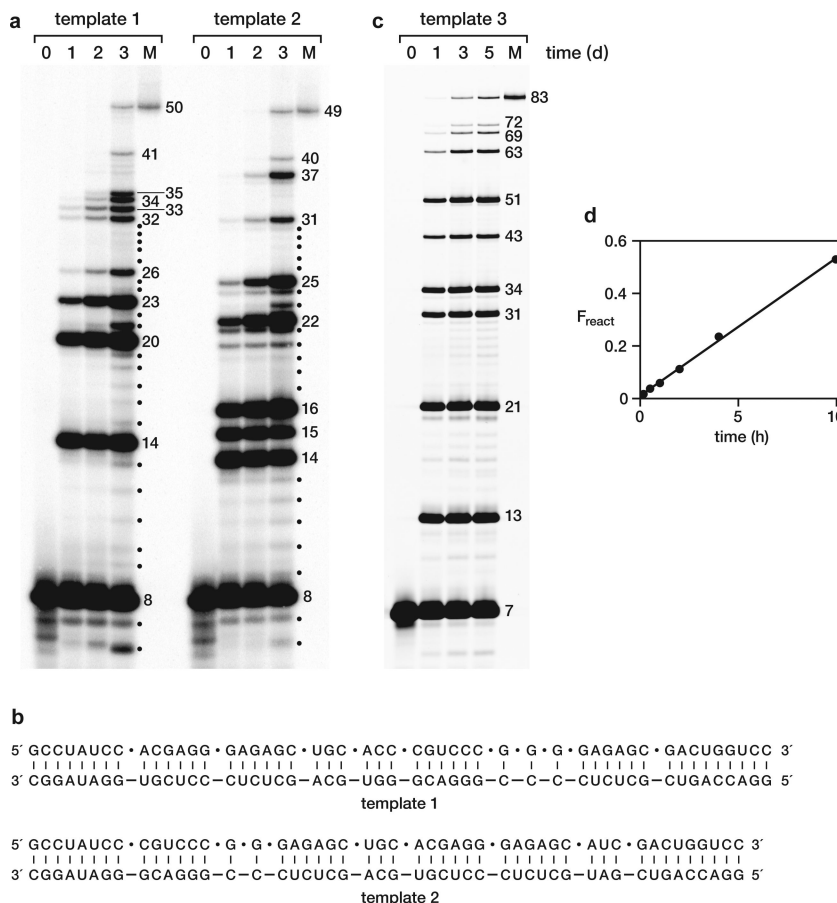 a
template 1
template 2
0 1 2 3 M
0 1 2 3 M
50
41
35
34
33
32
26
23
20
14
8
49
40
37
31
25
22
16
15
14
8
c
template 3
0 1 3 5 M
time (d)
83
72
69
63
51
43
34
31
21
13
7
d
0.6
0.4
0.2
0
F react
0 5 10
time (h)
b
5´ GCCUAUCC • ACGAGG • GAGAGC • UGC • ACC • CGUCCC • G • G • G • GAGAGC • GACUGGUCC 3´
3´ CGGAUAGG – UGCUCC – CUCUCG – ACG – UGG – GCAGGG – C – C – C – CUCUCG – CUGACCAGG 5´
template 1
5´ GCCUAUCC • CGUCCC • G • G • GAGAGC • UGC • ACGAGG • GAGAGC • AUC • GACUGGUCC 3´
3´ CGGAUAGG – GCAGGG – C – C – CUCUCG – ACG – UGCUCC – CUCUCG – UAG – CUGACCAGG 5´
template 2